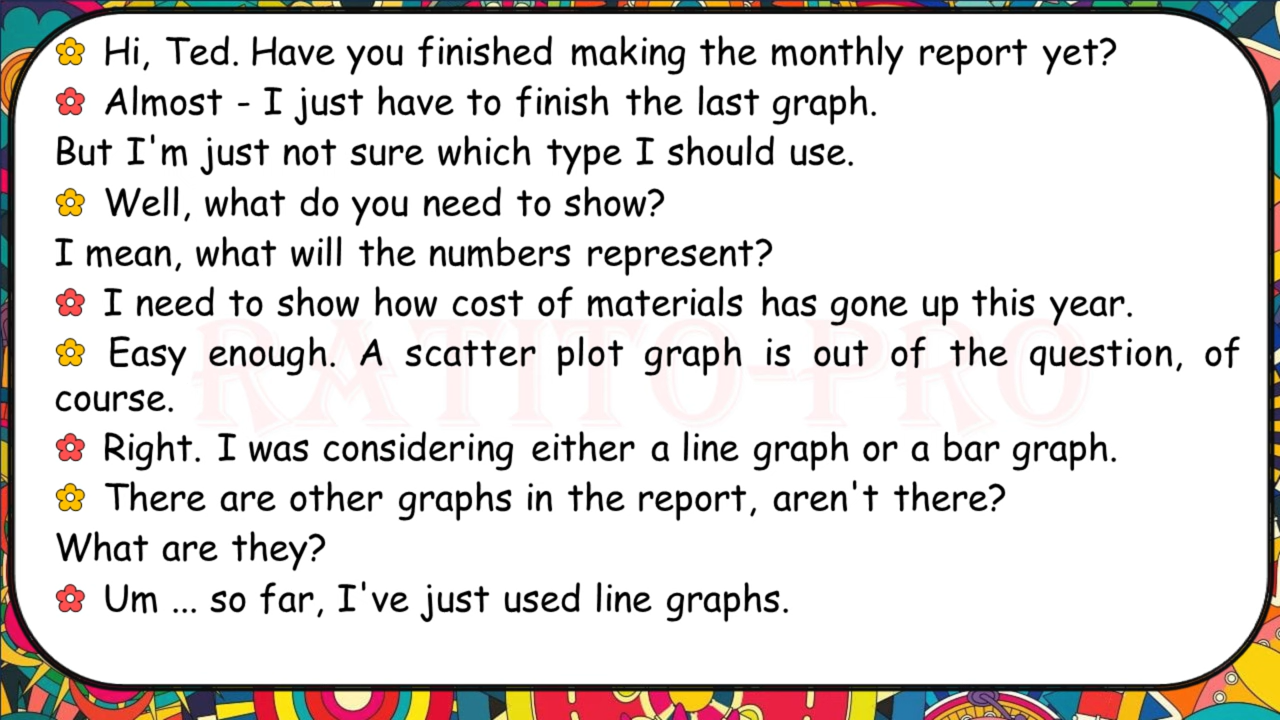 Hi, Ted. Have you finished making the monthly report yet?
Almost - I just have to finish the last graph.
But I'm just not sure which type I should use.
Well, what do you need to show?
I mean, what will the numbers represent?
I need to show how cost of materials has gone up this year.
Easy enough. A scatter plot graph is out of the question, of
course.
RATITO-PRO
Right. I was considering either a line graph or a bar graph.
There are other graphs in the report, aren't there?
What are they?
Um ... so far, I've just used line graphs.